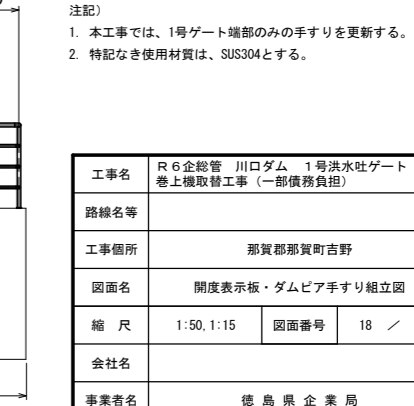 注記)
1. 本工事では、1号ゲート端部のみの手すりを更新する。
2. 特記なき使用材質は、SUS304とする。
工事名 R6企総管 川口ダム 1号洪水吐ゲート
巻上機取替工事(一部債務負担)
路線名等
工事個所 那賀郡那賀町吉野
図面名 開度表示板・ダムピア手すり組立図
縮 尺 1:50,1:15 図面番号 18 /
会社名
事業者名 徳 島 県 企 業 局